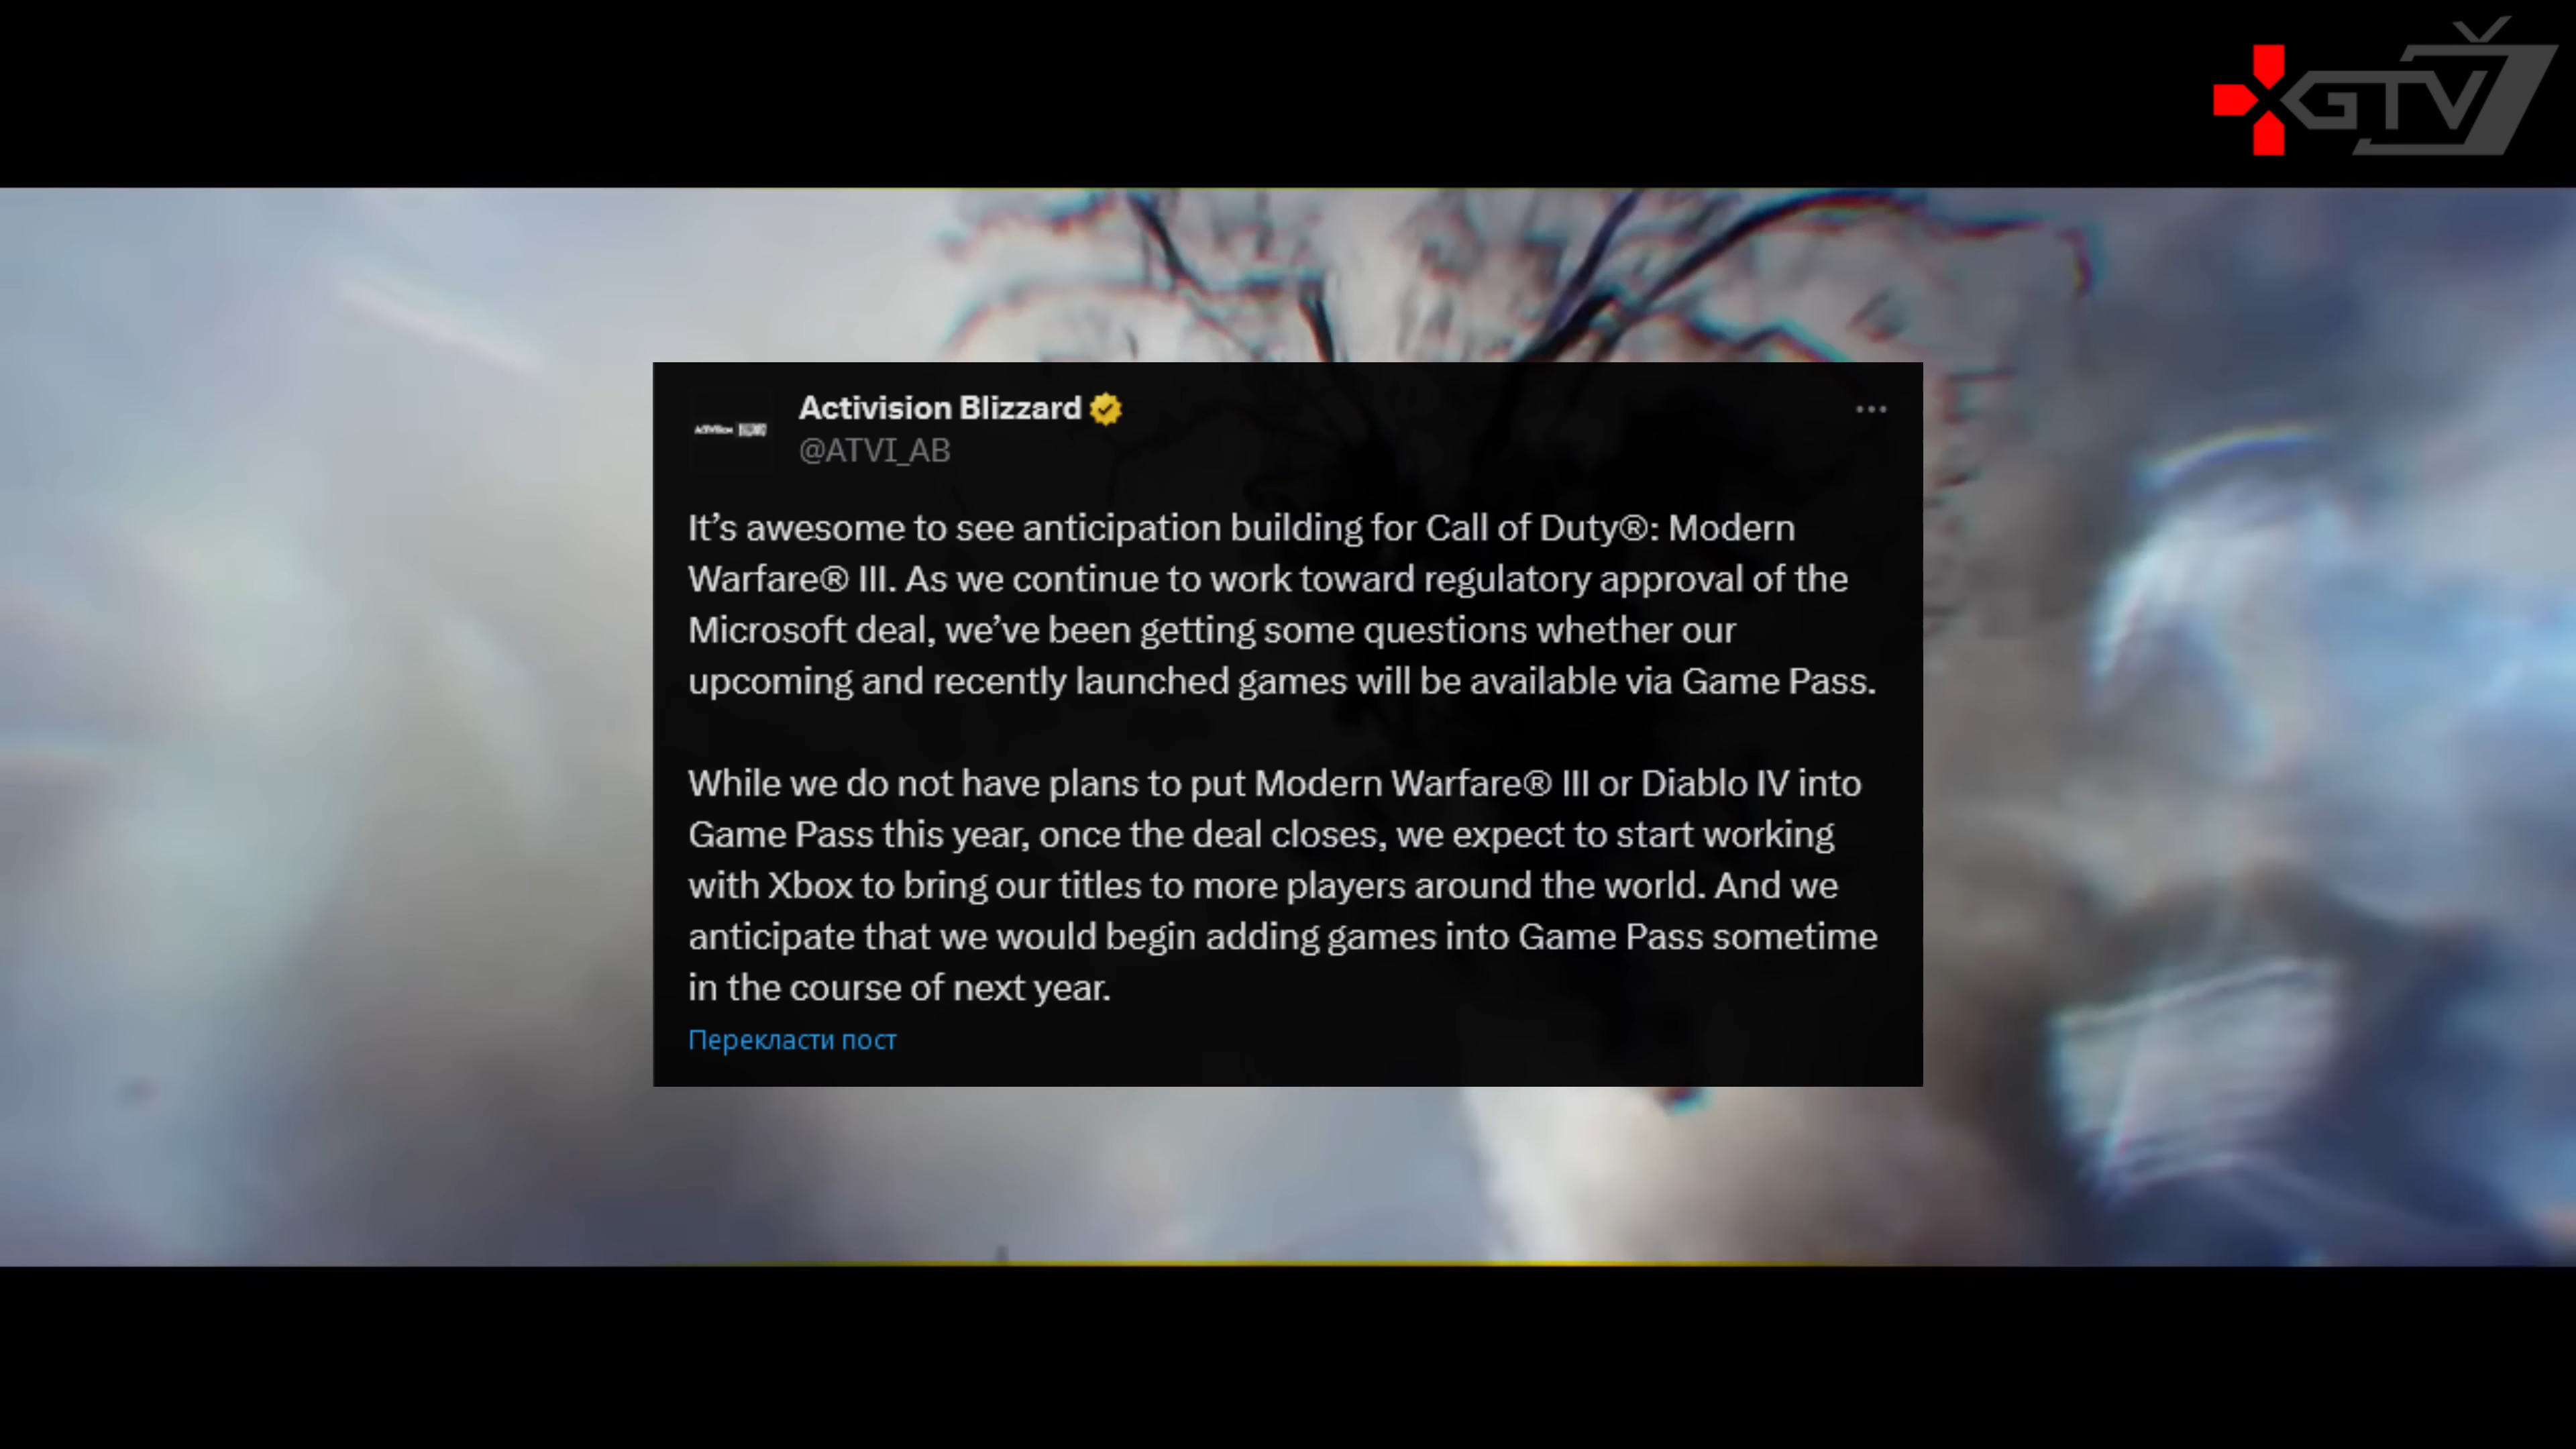 GTV
Activision Blizzard
@ATVI_AB
It’s awesome to see anticipation building for Call of Duty®: Modern
Warfare® III. As we continue to work toward regulatory approval of the
Microsoft deal, we’ve been getting some questions whether our
upcoming and recently launched games will be available via Game Pass.
While we do not have plans to put Modern Warfare® III or Diablo IV into
Game Pass this year, once the deal closes, we expect to start working
with Xbox to bring our titles to more players around the world. And we
anticipate that we would begin adding games into Game Pass sometime
in the course of next year.
Перекласти пост